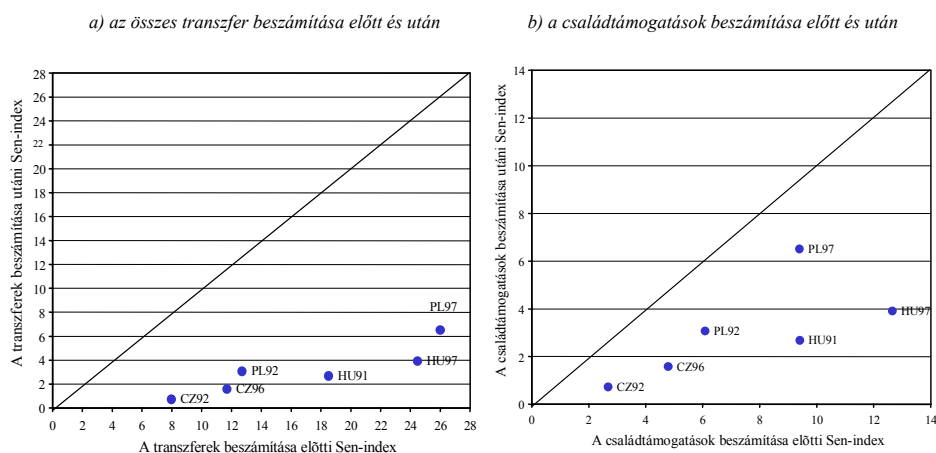 a) az összes transzfer beszámítása előtt és után
A transzferek beszámítása utáni Sen-index
28
26
24
22
20
18
16
14
12
10
8
6
4
2
0
PL97
HU97
PL92
HU91
CZ96
CZ92
0 2 4 6 8 10 12 14 16 18 20 22 24 26 28
A transzferek beszámítása elõtti Sen-index
b) a családtámogatások beszámítása előtt és után
A családtámogatások beszámítása utáni Sen-index
14
12
10
8
6
4
2
0
PL97
HU97
PL92
HU91
CZ96
CZ92
0 2 4 6 8 10 12 14
A családtámogatások beszámítása elõtti Sen-index